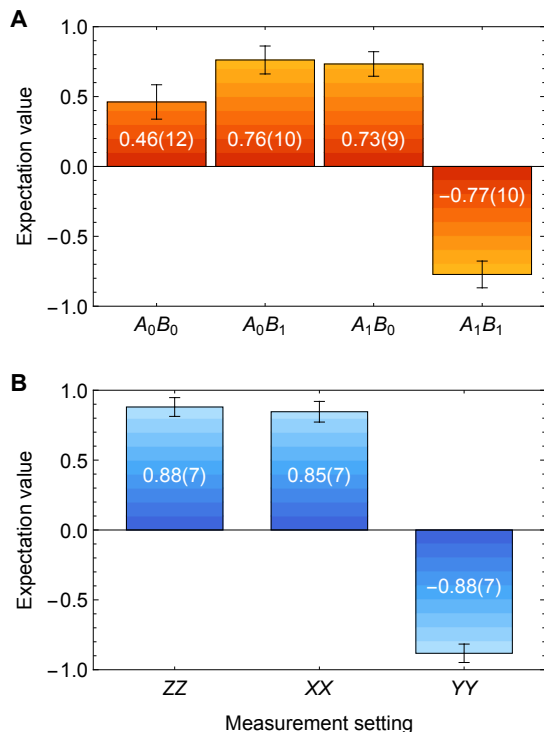 A
Expectation value
1.0
0.5
0.0
−0.5
−1.0
0.46(12)
0.76(10)
0.73(9)
−0.77(10)
A₀B₀
A₀B₁
A₁B₀
A₁B₁
B
Expectation value
1.0
0.5
0.0
−0.5
−1.0
0.88(7)
0.85(7)
−0.88(7)
ZZ
XX
YY
Measurement setting